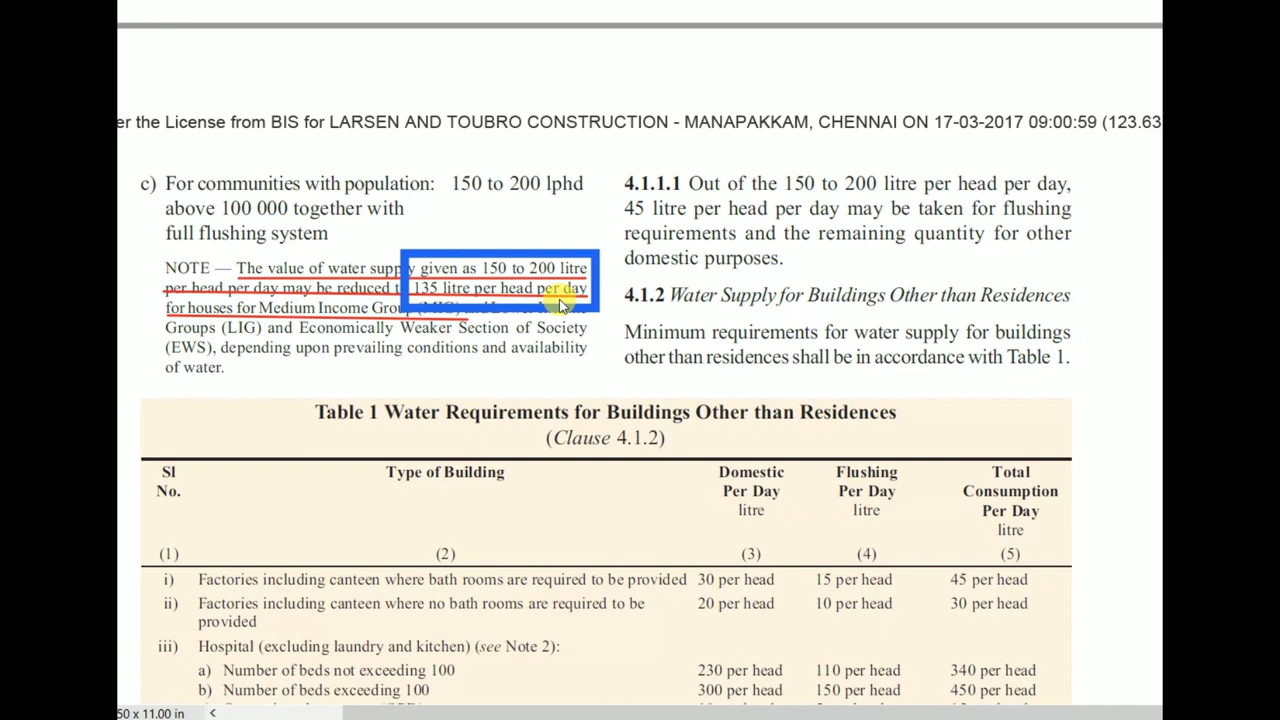 er the License from BIS for LARSEN AND TOUBRO CONSTRUCTION - MANAPAKKAM, CHENNAI ON 17-03-2017 09:00:59 (123.63
c) For communities with population: 150 to 200 lphd
above 100 000 together with
full flushing system
NOTE — The value of water supply given as 150 to 200 litre
per head per day may be reduced t 135 litre per head per day
for houses for Medium Income Group (MIG) and Lower
Groups (LIG) and Economically Weaker Section of Society
(EWS), depending upon prevailing conditions and availability
of water.
4.1.1.1 Out of the 150 to 200 litre per head per day,
45 litre per head per day may be taken for flushing
requirements and the remaining quantity for other
domestic purposes.
4.1.2 Water Supply for Buildings Other than Residences
Minimum requirements for water supply for buildings
other than residences shall be in accordance with Table 1.
Table 1 Water Requirements for Buildings Other than Residences
(Clause 4.1.2)
Sl No. Type of Building Domestic Per Day litre Flushing Per Day litre Total Consumption Per Day litre
(1) (2) (3) (4) (5)
i) Factories including canteen where bath rooms are required to be provided 30 per head 15 per head 45 per head
ii) Factories including canteen where no bath rooms are required to be 20 per head 10 per head 30 per head
provided
iii) Hospital (excluding laundry and kitchen) (see Note 2):
a) Number of beds not exceeding 100 230 per head 110 per head 340 per head
b) Number of beds exceeding 100 300 per head 150 per head 450 per head
50 x 11.00 in <